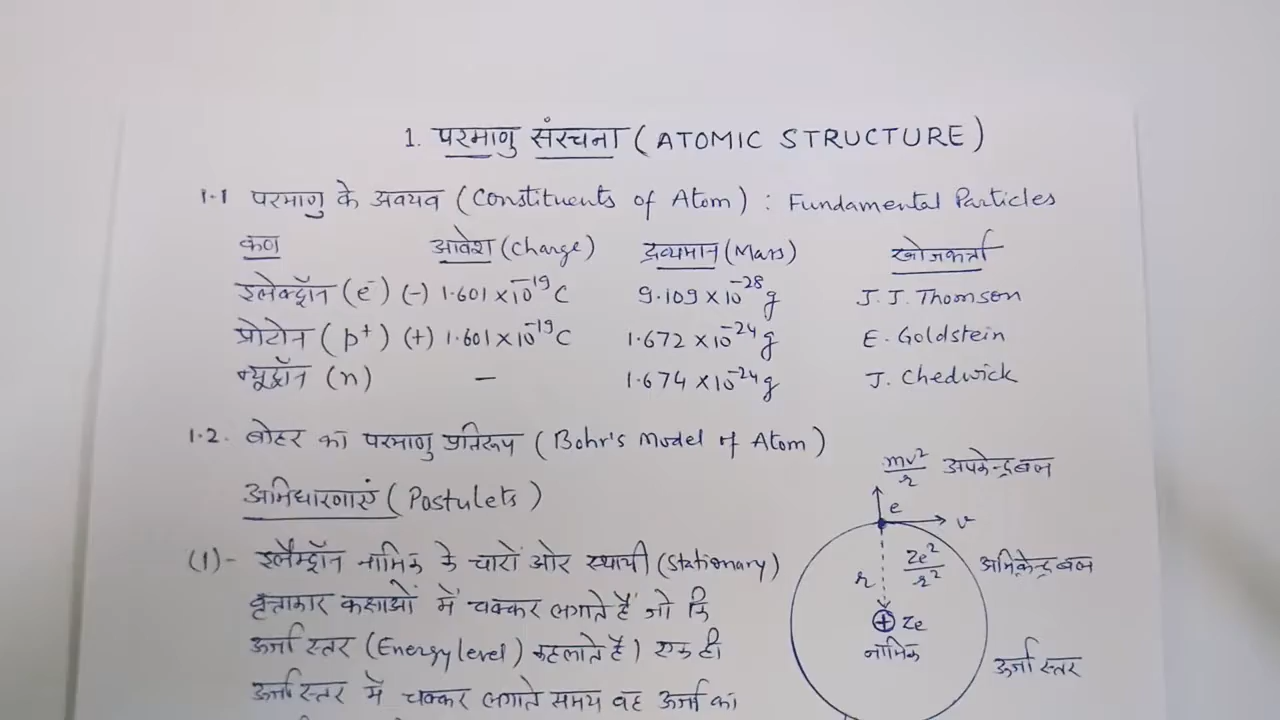 1. परमाणु संरचना ( ATOMIC STRUCTURE )
1.1 परमाणु के अवयव ( Constituents of Atom ) : Fundamental Particles
कण आवेश (Charge) द्रव्यमान (Mass) खोजकर्ता
इलेक्ट्रॉन (e⁻) (-) 1.601 × 10⁻¹⁹ C 9.109 × 10⁻²⁸ g J. J. Thomson
प्रोटोन ( p⁺ ) (+) 1.601 × 10⁻¹⁹ C 1.672 × 10⁻²⁴ g E. Goldstein
न्यूट्रॉन (n) — 1.674 × 10⁻²⁴ g J. Chedwick
1.2. बोहर का परमाणु प्रतिरूप ( Bohr's Model of Atom )
अभिधारणाएं ( Postulets )
(1)- इलैक्ट्रॉन नाभिक के चारों ओर स्थायी (Stationary)
वृत्ताकार कक्षाओं में चक्कर लगाते हैं जो कि
ऊर्जा स्तर (Energy level) कहलाते है। एक ही
ऊर्जा स्तर में चक्कर लगाते समय वह ऊर्जा का
mv²/r अपकेन्द्र बल
e
v
r Ze²/r² अभिकेन्द्र बल
+ Ze
नाभिक
ऊर्जा स्तर